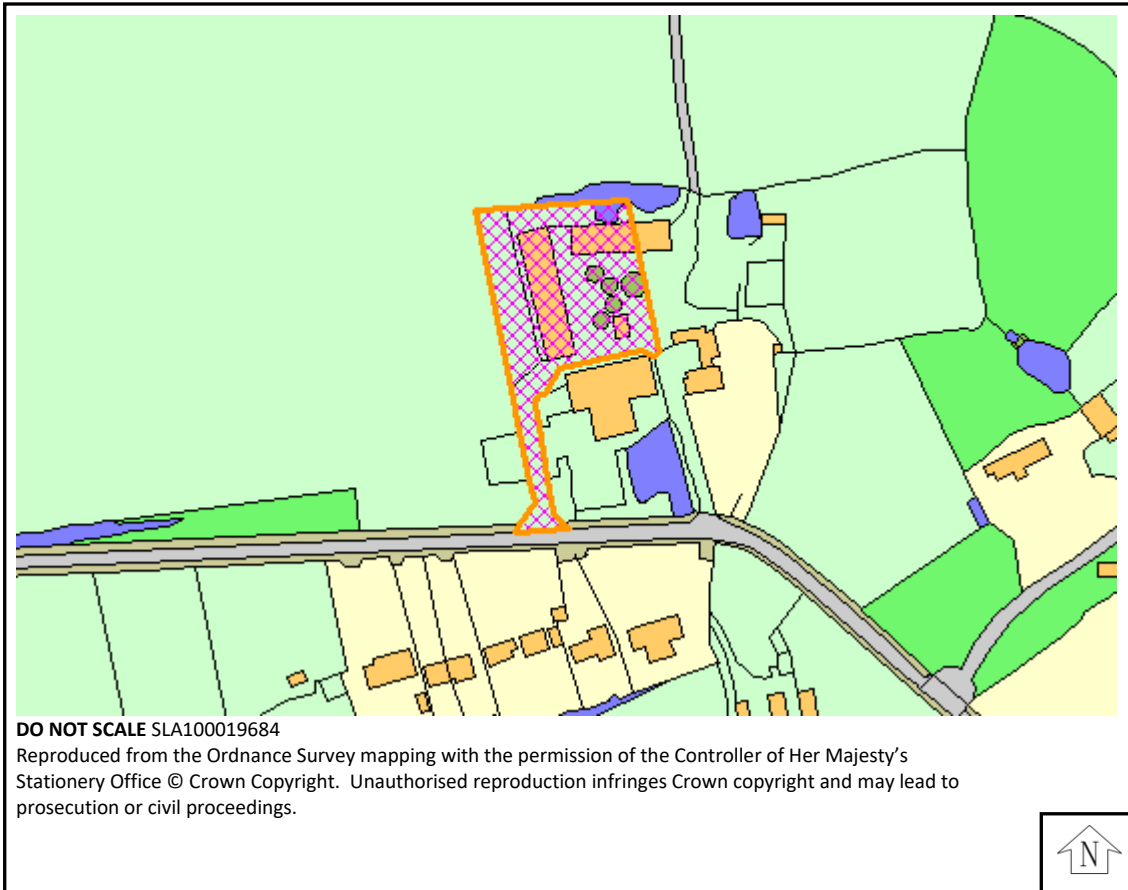 DO NOT SCALE SLA100019684
Reproduced from the Ordnance Survey mapping with the permission of the Controller of Her Majesty’s
Stationery Office © Crown Copyright.  Unauthorised reproduction infringes Crown copyright and may lead to
prosecution or civil proceedings.
N